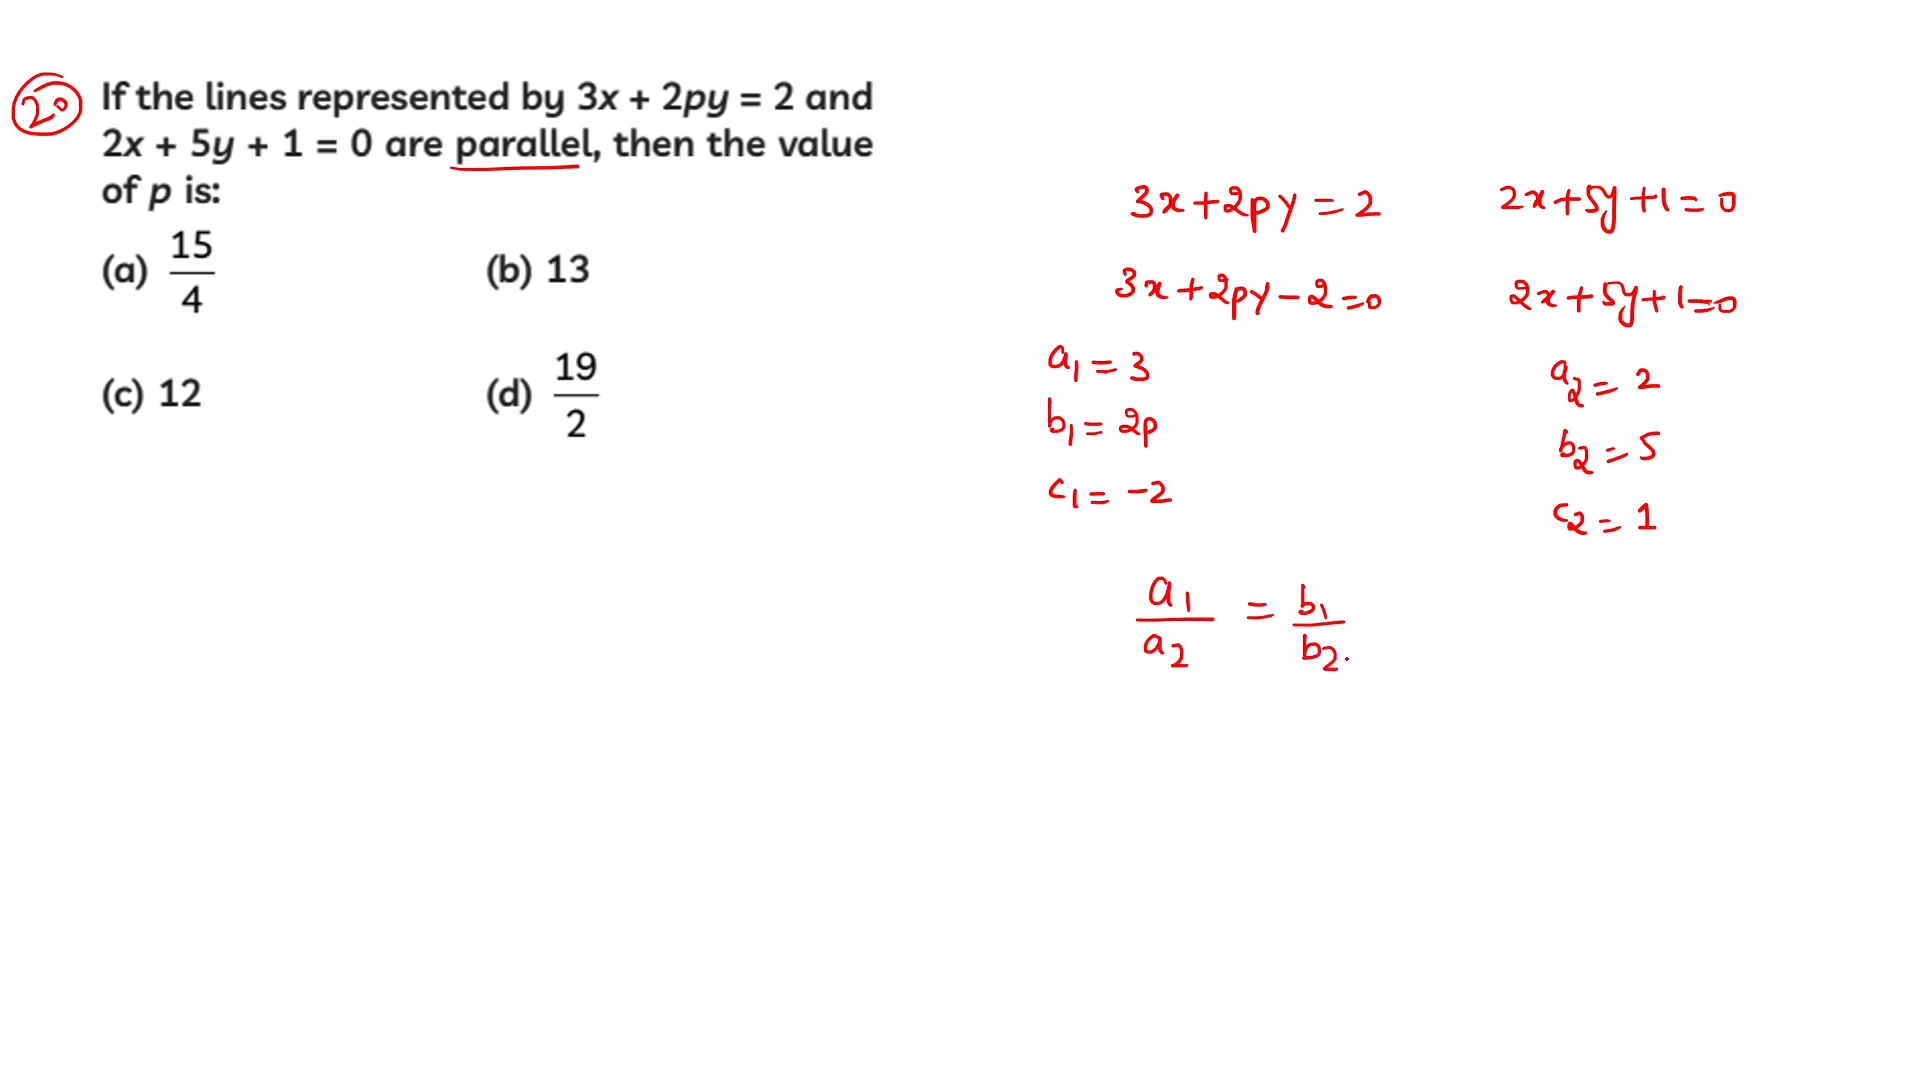 20 If the lines represented by 3x + 2py = 2 and
2x + 5y + 1 = 0 are parallel, then the value
of p is:
(a) 15/4 (b) 13
(c) 12 (d) 19/2
3x+2py=2 2x+5y+1=0
3x+2py-2=0 2x+5y+1=0
a₁=3 a₂=2
b₁=2p b₂=5
c₁=-2 c₂=1
a₁/a₂ = b₁/b₂